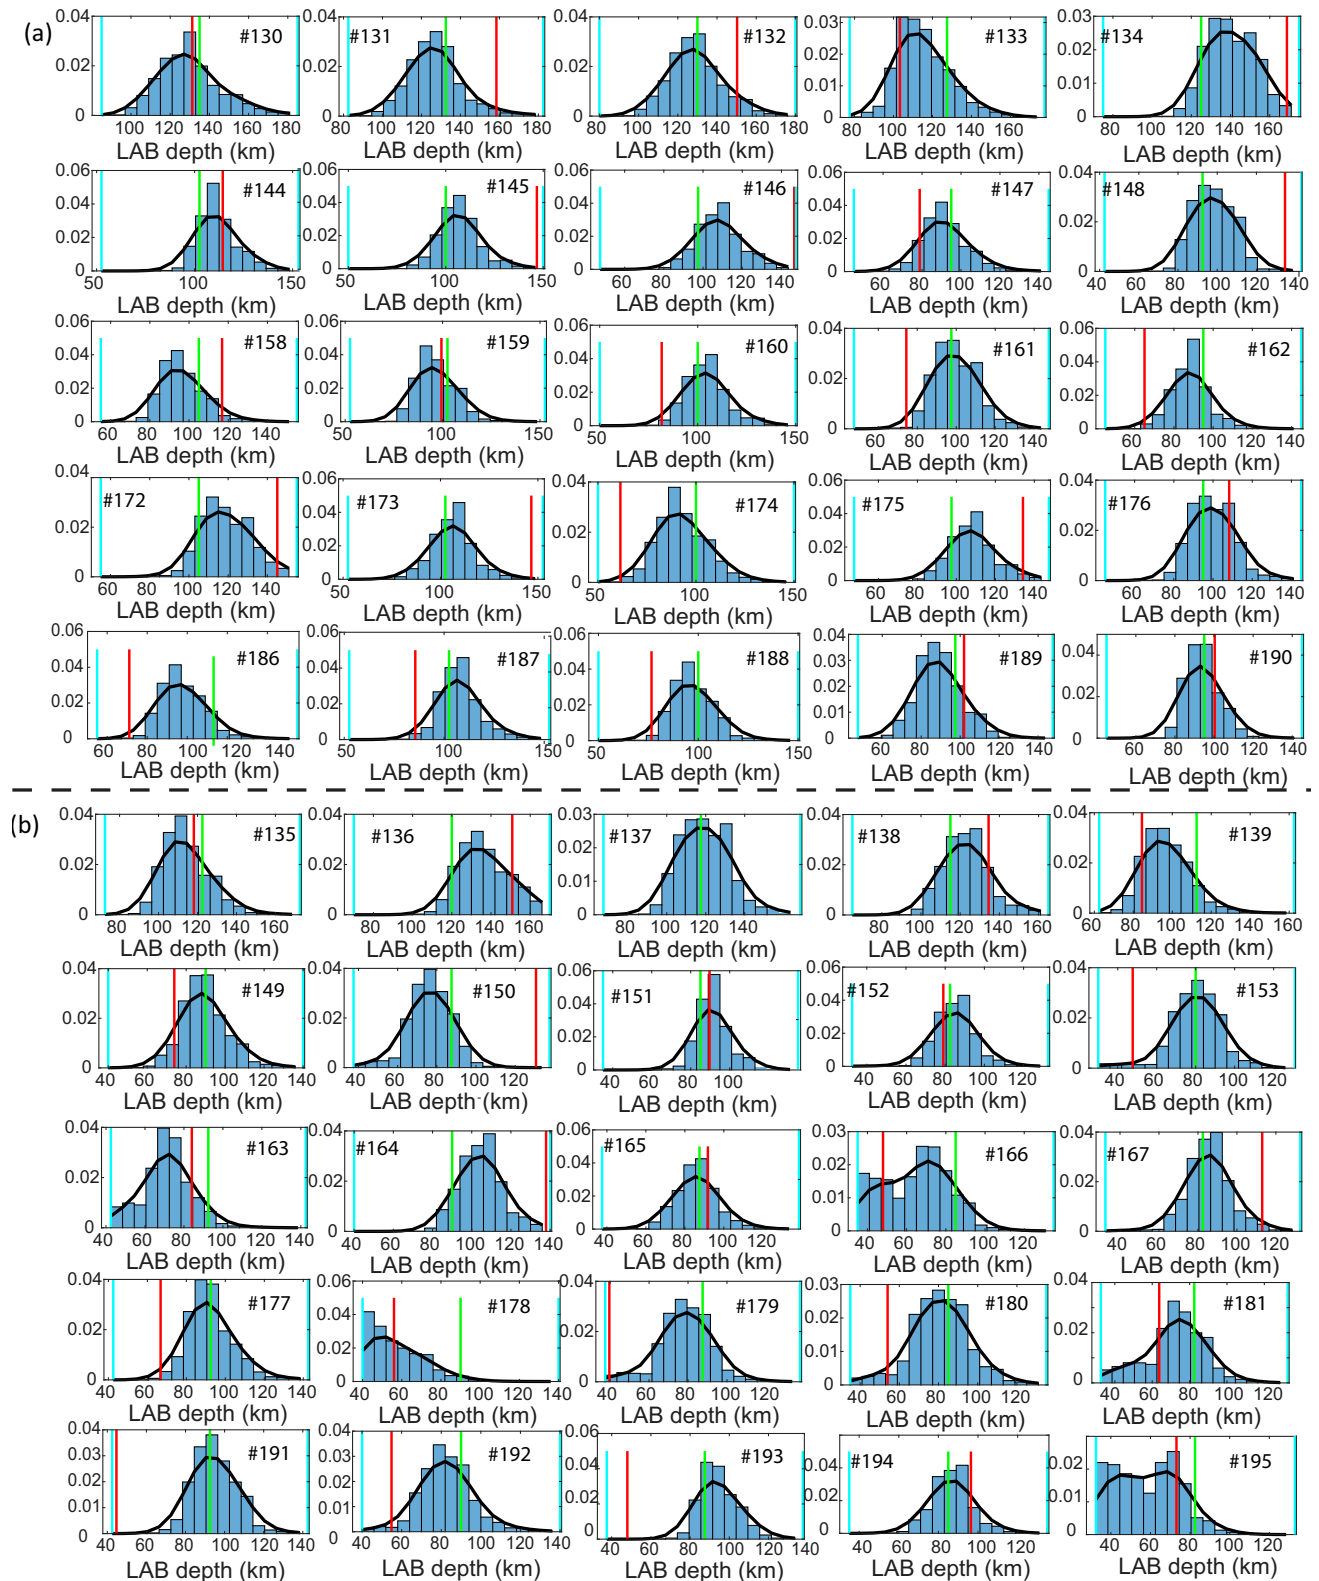 (a)
#130 #131 #132 #133 #134
0.04 0.02 0 100 120 140 160 180 LAB depth (km)
0.04 0.02 0 80 100 120 140 160 180 LAB depth (km)
0.04 0.02 0 80 100 120 140 160 180 LAB depth (km)
0.03 0.02 0.01 0 80 100 120 140 160 LAB depth (km)
0.03 0.02 0.01 0 80 100 120 140 160 LAB depth (km)
#144 #145 #146 #147 #148
0.06 0.04 0.02 0 50 100 150 LAB depth (km)
0.06 0.04 0.02 0 50 100 150 LAB depth (km)
0.06 0.04 0.02 0 60 80 100 120 140 LAB depth (km)
0.06 0.04 0.02 0 60 80 100 120 140 LAB depth (km)
0.04 0.02 0 40 60 80 100 120 140 LAB depth (km)
#158 #159 #160 #161 #162
0.06 0.04 0.02 0 60 80 100 120 140 LAB depth (km)
0.06 0.04 0.02 0 50 100 150 LAB depth (km)
0.06 0.04 0.02 0 50 100 150 LAB depth (km)
0.04 0.02 0 60 80 100 120 140 LAB depth (km)
0.06 0.04 0.02 0 60 80 100 120 140 LAB depth (km)
#172 #173 #174 #175 #176
0.04 0.02 0 60 80 100 120 140 LAB depth (km)
0.06 0.04 0.02 0 50 100 150 LAB depth (km)
0.04 0.02 0 50 100 150 LAB depth (km)
0.06 0.04 0.02 0 60 80 100 120 140 LAB depth (km)
0.04 0.02 0 60 80 100 120 140 LAB depth (km)
#186 #187 #188 #189 #190
0.06 0.04 0.02 0 60 80 100 120 140 LAB depth (km)
0.06 0.04 0.02 0 50 100 150 LAB depth (km)
0.06 0.04 0.02 0 50 100 150 LAB depth (km)
0.04 0.03 0.02 0.01 0 60 80 100 120 140 LAB depth (km)
0.04 0.02 0 60 80 100 120 140 LAB depth (km)
(b)
#135 #136 #137 #138 #139
0.04 0.02 0 80 100 120 140 160 LAB depth (km)
0.04 0.02 0 80 100 120 140 160 LAB depth (km)
0.03 0.02 0.01 0 80 100 120 140 LAB depth (km)
0.04 0.02 0 80 100 120 140 160 LAB depth (km)
0.04 0.02 0 60 80 100 120 140 160 LAB depth (km)
#149 #150 #151 #152 #153
0.04 0.02 0 40 60 80 100 120 140 LAB depth (km)
0.04 0.02 0 40 60 80 100 120 LAB depth (km)
0.06 0.04 0.02 0 40 60 80 100 LAB depth (km)
0.06 0.04 0.02 0 40 60 80 100 120 LAB depth (km)
0.04 0.02 0 40 60 80 100 120 LAB depth (km)
#163 #164 #165 #166 #167
0.04 0.02 0 60 80 100 120 140 LAB depth (km)
0.04 0.02 0 40 60 80 100 120 140 LAB depth (km)
0.06 0.04 0.02 0 40 60 80 100 120 LAB depth (km)
0.03 0.02 0.01 0 40 60 80 100 120 LAB depth (km)
0.04 0.02 0 40 60 80 100 120 LAB depth (km)
#177 #178 #179 #180 #181
0.04 0.02 0 60 80 100 120 140 LAB depth (km)
0.06 0.04 0.02 0 40 60 80 100 120 140 LAB depth (km)
0.04 0.02 0 40 60 80 100 120 LAB depth (km)
0.03 0.02 0.01 0 40 60 80 100 120 LAB depth (km)
0.04 0.02 0 40 60 80 100 120 LAB depth (km)
#191 #192 #193 #194 #195
0.04 0.03 0.02 0.01 0 60 80 100 120 140 LAB depth (km)
0.04 0.03 0.02 0.01 0 40 60 80 100 120 140 LAB depth (km)
0.06 0.04 0.02 0 40 60 80 100 120 140 LAB depth (km)
0.06 0.04 0.02 0 40 60 80 100 120 LAB depth (km)
0.02 0.01 0 40 60 80 100 120 LAB depth (km)